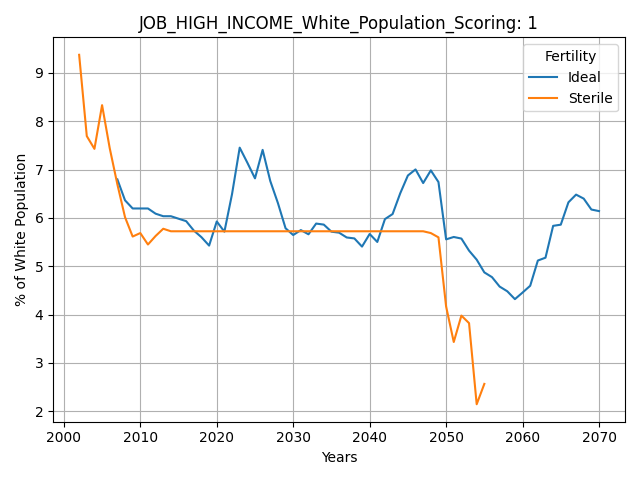 JOB_HIGH_INCOME_White_Population_Scoring: 1
Fertility
Ideal
Sterile
% of White Population
9
8
7
6
5
4
3
2
2000 2010 2020 2030 2040 2050 2060 2070
Years